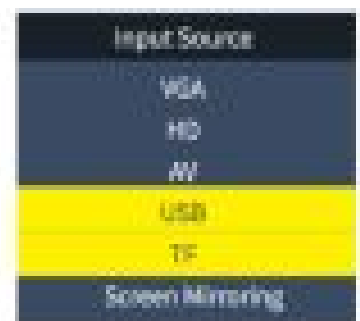 Input Source
VGA
HD
AV
USB
TF
Screen Mirroring